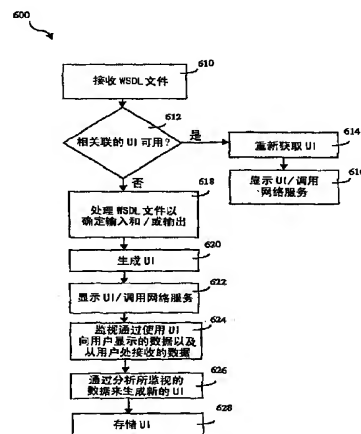 600
接收 WSDL 文件
610
612
相关联的 UI 可用?
是
重新获取 UI
614
显示 UI/调用
网络服务
616
否
618
处理 WSDL 文件以
确定输入和/或输出
620
生成 UI
622
显示 UI/调用网络服务
624
监视通过使用 UI
向用户显示的数据以及
从用户处接收的数据
626
通过分析所监视的
数据来生成新的 UI
628
存储 UI